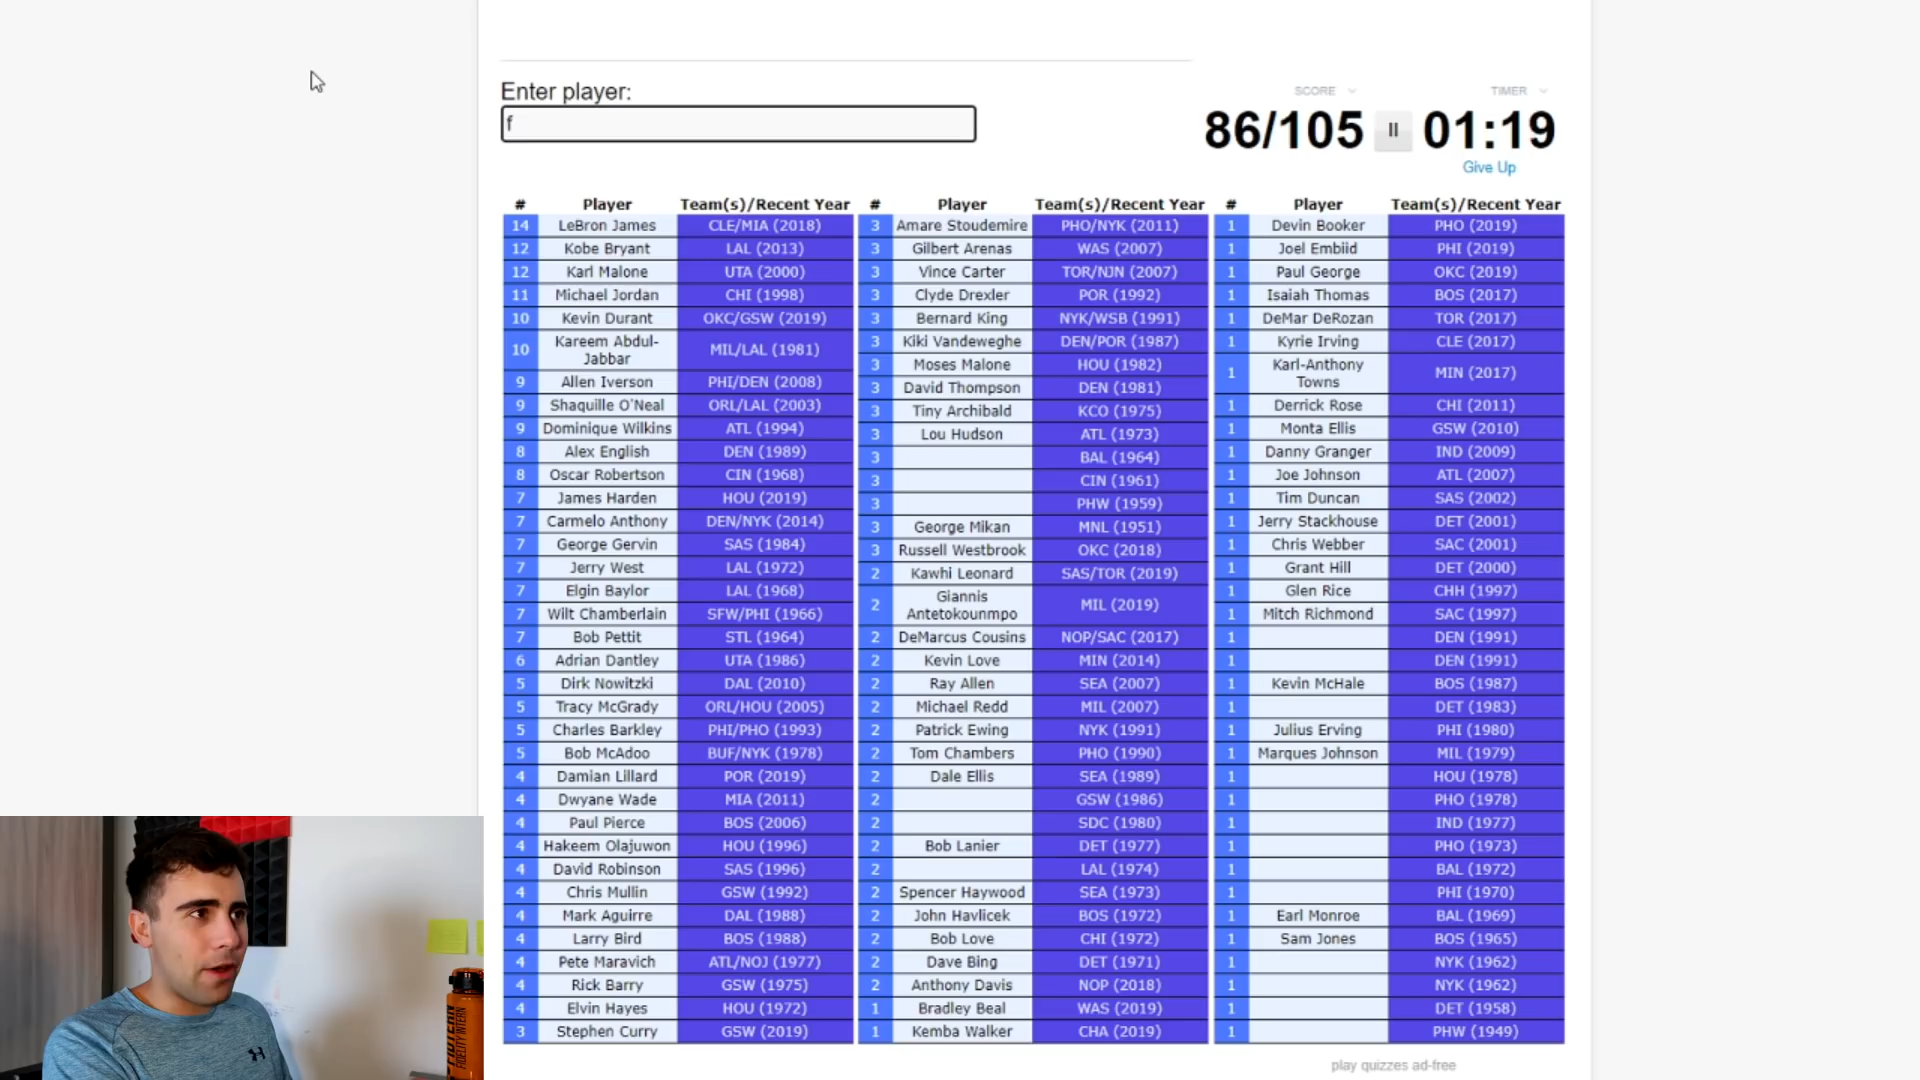 Enter player:
f
SCORE
TIMER
86/105
01:19
Give Up
# Player Team(s)/Recent Year # Player Team(s)/Recent Year # Player Team(s)/Recent Year
14 LeBron James CLE/MIA (2018)
12 Kobe Bryant LAL (2013)
12 Karl Malone UTA (2000)
11 Michael Jordan CHI (1998)
10 Kevin Durant OKC/GSW (2019)
10 Kareem Abdul-
Jabbar MIL/LAL (1981)
9 Allen Iverson PHI/DEN (2008)
9 Shaquille O'Neal ORL/LAL (2003)
9 Dominique Wilkins ATL (1994)
8 Alex English DEN (1989)
8 Oscar Robertson CIN (1968)
7 James Harden HOU (2019)
7 Carmelo Anthony DEN/NYK (2014)
7 George Gervin SAS (1984)
7 Jerry West LAL (1972)
7 Elgin Baylor LAL (1968)
7 Wilt Chamberlain SFW/PHI (1966)
7 Bob Pettit STL (1964)
6 Adrian Dantley UTA (1986)
5 Dirk Nowitzki DAL (2010)
5 Tracy McGrady ORL/HOU (2005)
5 Charles Barkley PHI/PHO (1993)
5 Bob McAdoo BUF/NYK (1978)
4 Damian Lillard POR (2019)
4 Dwyane Wade MIA (2011)
4 Paul Pierce BOS (2006)
4 Hakeem Olajuwon HOU (1996)
4 David Robinson SAS (1996)
4 Chris Mullin GSW (1992)
4 Mark Aguirre DAL (1988)
4 Larry Bird BOS (1988)
4 Pete Maravich ATL/NOJ (1977)
4 Rick Barry GSW (1975)
4 Elvin Hayes HOU (1972)
3 Stephen Curry GSW (2019)
3 Amare Stoudemire PHO/NYK (2011)
3 Gilbert Arenas WAS (2007)
3 Vince Carter TOR/NJN (2007)
3 Clyde Drexler POR (1992)
3 Bernard King NYK/WSB (1991)
3 Kiki Vandeweghe DEN/POR (1987)
3 Moses Malone HOU (1982)
3 David Thompson DEN (1981)
3 Tiny Archibald KCO (1975)
3 Lou Hudson ATL (1973)
3 BAL (1964)
3 CIN (1961)
3 PHW (1959)
3 George Mikan MNL (1951)
3 Russell Westbrook OKC (2018)
2 Kawhi Leonard SAS/TOR (2019)
2 Giannis
Antetokounmpo MIL (2019)
2 DeMarcus Cousins NOP/SAC (2017)
2 Kevin Love MIN (2014)
2 Ray Allen SEA (2007)
2 Michael Redd MIL (2007)
2 Patrick Ewing NYK (1991)
2 Tom Chambers PHO (1990)
2 Dale Ellis SEA (1989)
2 GSW (1986)
2 SDC (1980)
2 Bob Lanier DET (1977)
2 LAL (1974)
2 Spencer Haywood SEA (1973)
2 John Havlicek BOS (1972)
2 Bob Love CHI (1972)
2 Dave Bing DET (1971)
2 Anthony Davis NOP (2018)
1 Bradley Beal WAS (2019)
1 Kemba Walker CHA (2019)
1 Devin Booker PHO (2019)
1 Joel Embiid PHI (2019)
1 Paul George OKC (2019)
1 Isaiah Thomas BOS (2017)
1 DeMar DeRozan TOR (2017)
1 Kyrie Irving CLE (2017)
1 Karl-Anthony
Towns MIN (2017)
1 Derrick Rose CHI (2011)
1 Monta Ellis GSW (2010)
1 Danny Granger IND (2009)
1 Joe Johnson ATL (2007)
1 Tim Duncan SAS (2002)
1 Jerry Stackhouse DET (2001)
1 Chris Webber SAC (2001)
1 Grant Hill DET (2000)
1 Glen Rice CHH (1997)
1 Mitch Richmond SAC (1997)
1 DEN (1991)
1 DEN (1991)
1 Kevin McHale BOS (1987)
1 DET (1983)
1 Julius Erving PHI (1980)
1 Marques Johnson MIL (1979)
1 HOU (1978)
1 PHO (1978)
1 IND (1977)
1 PHO (1973)
1 BAL (1972)
1 PHI (1970)
1 Earl Monroe BAL (1969)
1 Sam Jones BOS (1965)
1 NYK (1962)
1 NYK (1962)
1 DET (1958)
1 PHW (1949)
play quizzes ad-free
FIDELITY INTERN